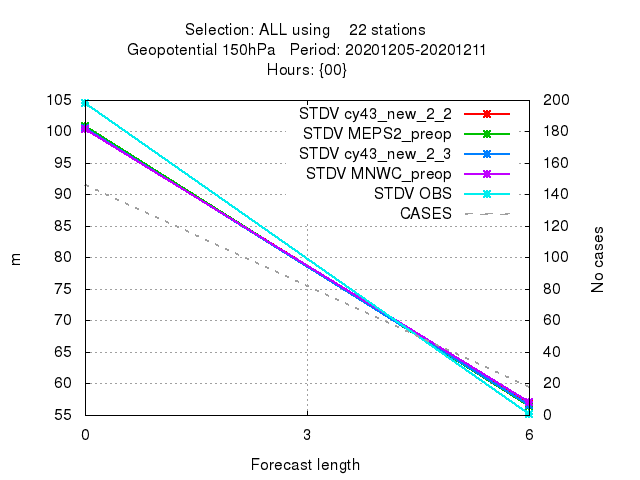 Selection: ALL using    22 stations
Geopotential 150hPa   Period: 20201205-20201211
Hours: {00}
105
100
95
90
85
80
75
70
65
60
55
200
180
160
140
120
100
80
60
40
20
0
STDV cy43_new_2_2
STDV MEPS2_preop
STDV cy43_new_2_3
STDV MNWC_preop
STDV OBS
CASES
m
No cases
0
3
6
Forecast length